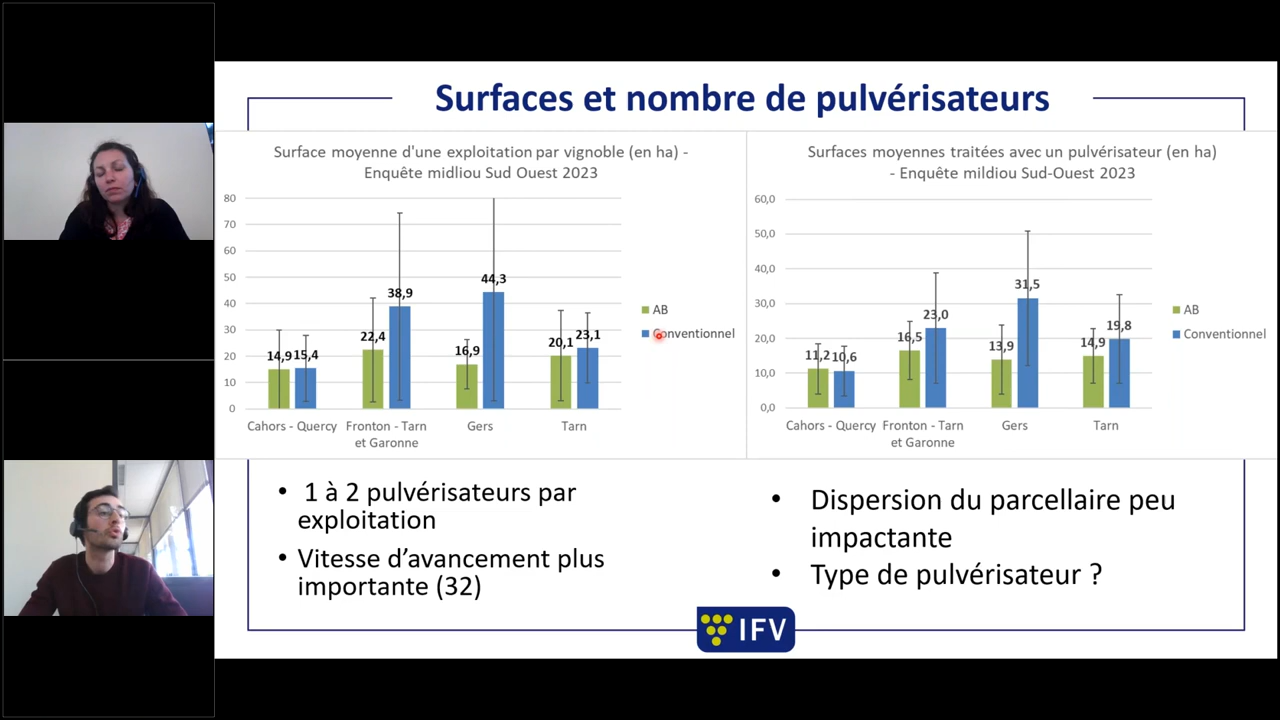 Surfaces et nombre de pulvérisateurs
Surface moyenne d'une exploitation par vignoble (en ha) -
Enquête midliou Sud Ouest 2023
80
70
60
50
40
30
20
10
0
14,9
15,4
22,4
38,9
16,9
44,3
20,1
23,1
Cahors - Quercy
Fronton - Tarn
et Garonne
Gers
Tarn
AB
Conventionnel
Surfaces moyennes traitées avec un pulvérisateur (en ha)
- Enquête mildiou Sud-Ouest 2023
60,0
50,0
40,0
30,0
20,0
10,0
0,0
11,2
10,6
16,5
23,0
13,9
31,5
14,9
19,8
Cahors - Quercy
Fronton - Tarn
et Garonne
Gers
Tarn
AB
Conventionnel
• 1 à 2 pulvérisateurs par
exploitation
• Vitesse d'avancement plus
importante (32)
• Dispersion du parcellaire peu
impactante
• Type de pulvérisateur ?
IFV